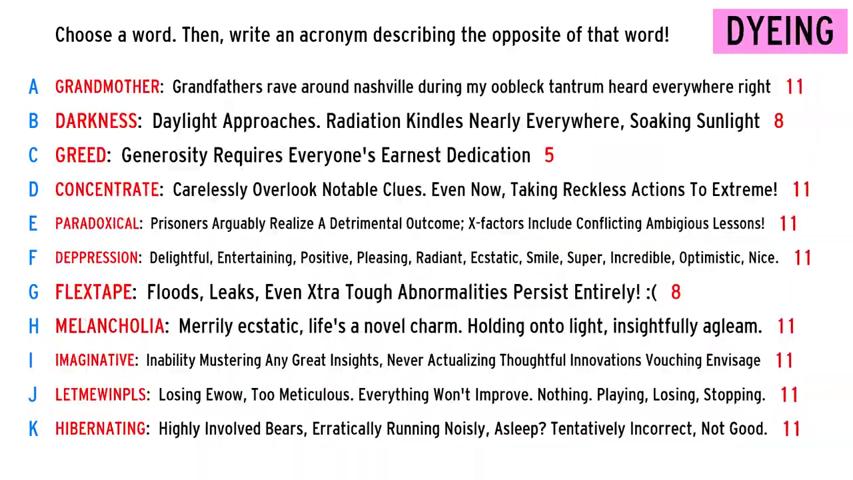 Choose a word. Then, write an acronym describing the opposite of that word!
DYEING
A GRANDMOTHER: Grandfathers rave around nashville during my oobleck tantrum heard everywhere right 11
B DARKNESS: Daylight Approaches. Radiation Kindles Nearly Everywhere, Soaking Sunlight 8
C GREED: Generosity Requires Everyone's Earnest Dedication 5
D CONCENTRATE: Carelessly Overlook Notable Clues. Even Now, Taking Reckless Actions To Extreme! 11
E PARADOXICAL: Prisoners Arguably Realize A Detrimental Outcome; X-factors Include Conflicting Ambigious Lessons! 11
F DEPPRESSION: Delightful, Entertaining, Positive, Pleasing, Radiant, Ecstatic, Smile, Super, Incredible, Optimistic, Nice. 11
G FLEXTAPE: Floods, Leaks, Even Xtra Tough Abnormalities Persist Entirely! :( 8
H MELANCHOLIA: Merrily ecstatic, life's a novel charm. Holding onto light, insightfully agleam. 11
I IMAGINATIVE: Inability Mustering Any Great Insights, Never Actualizing Thoughtful Innovations Vouching Envisage 11
J LETMEWINPLS: Losing Ewow, Too Meticulous. Everything Won't Improve. Nothing. Playing, Losing, Stopping. 11
K HIBERNATING: Highly Involved Bears, Erratically Running Noisly, Asleep? Tentatively Incorrect, Not Good. 11